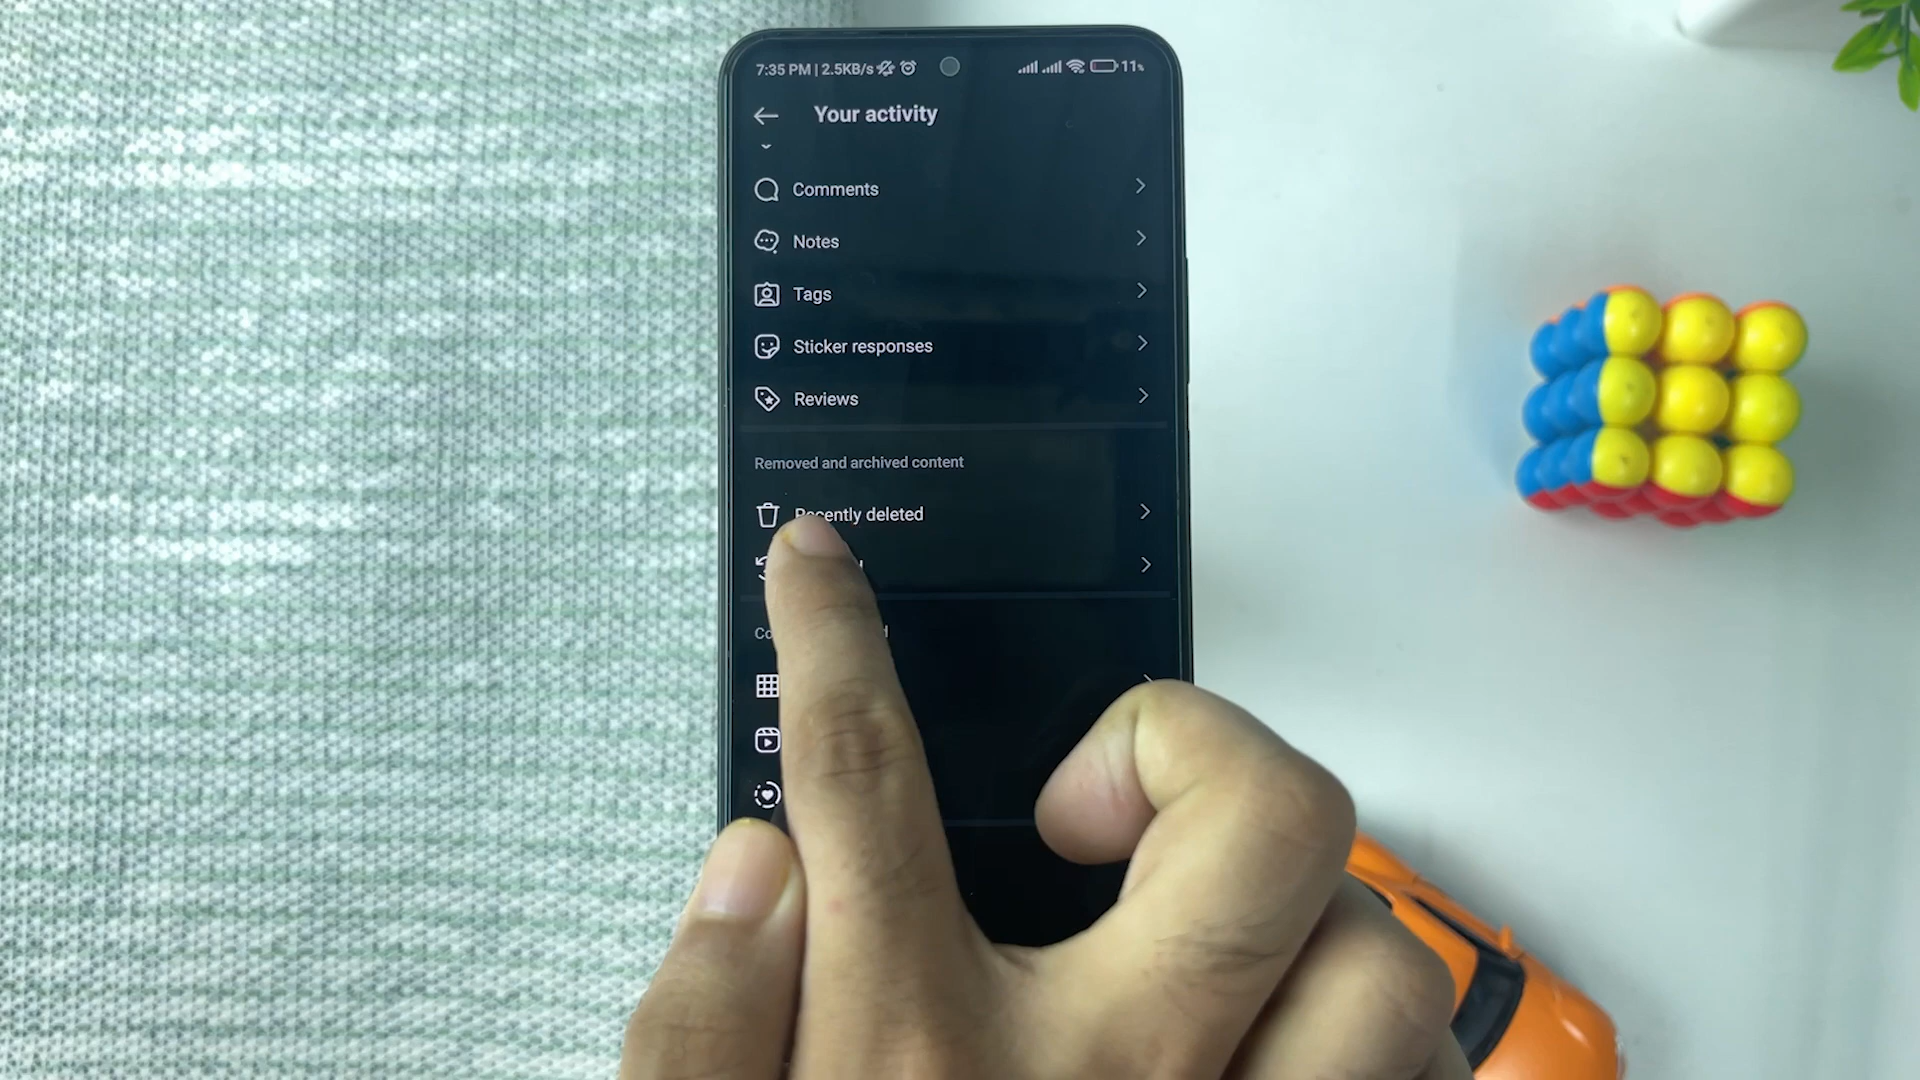 7:35 PM | 2.5KB/s 11%
Your activity
Comments
Notes
Tags
Sticker responses
Reviews
Removed and archived content
Recently deleted